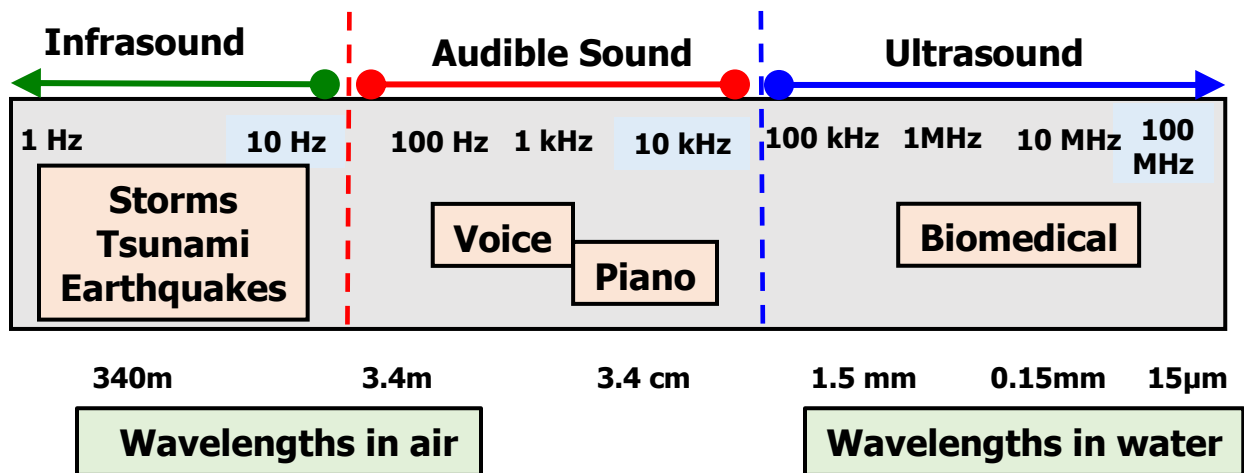 Infrasound
Audible Sound
Ultrasound
1 Hz
10 Hz
100 Hz
1 kHz
10 kHz
100 kHz
1MHz
10 MHz
100
MHz
Storms
Tsunami
Earthquakes
Voice
Piano
Biomedical
340m
3.4m
3.4 cm
1.5 mm
0.15mm
15µm
Wavelengths in air
Wavelengths in water